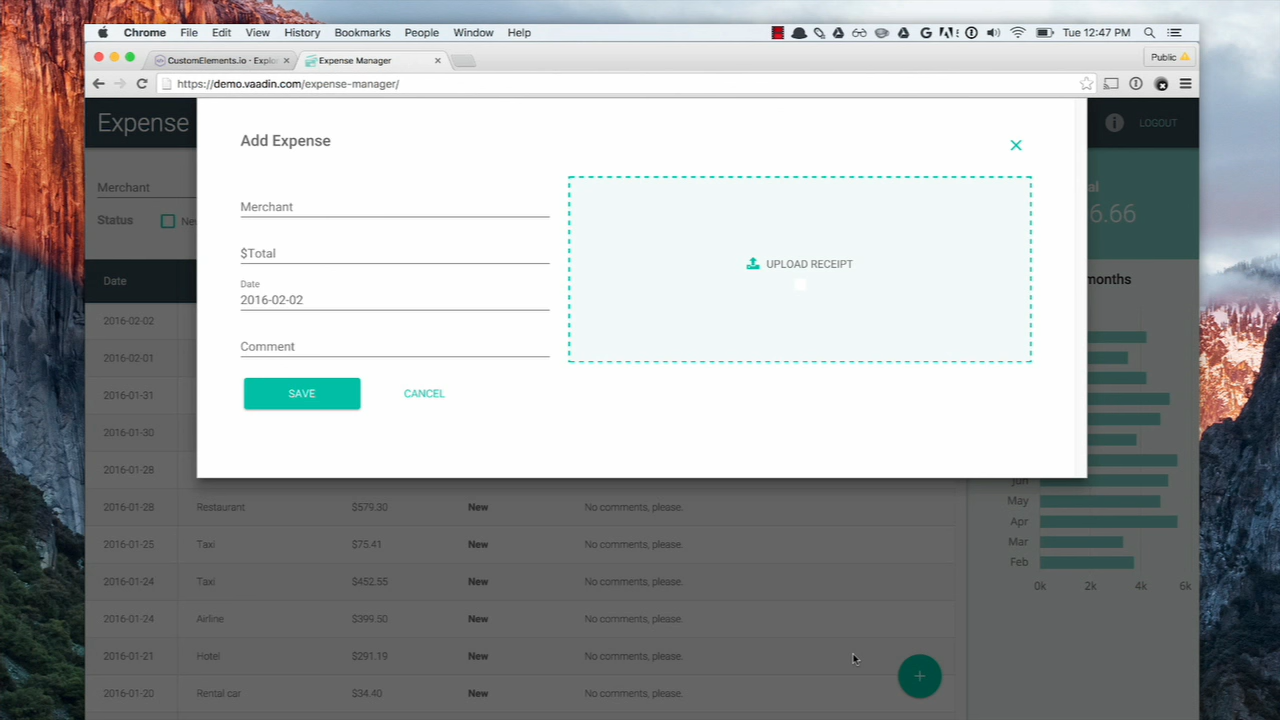 Chrome File Edit View History Bookmarks People Window Help Tue 12:47 PM
CustomElements.io - Explo Expense Manager Public
https://demo.vaadin.com/expense-manager/
Expense LOGOUT
Add Expense
Merchant
Status
Merchant
$Total
Date
2016-02-02
Comment
SAVE CANCEL
UPLOAD RECEIPT
6.66
months
Date
2016-02-02
2016-02-01
2016-01-31
2016-01-30
2016-01-28
2016-01-28 Restaurant $579.30 New No comments, please.
2016-01-25 Taxi $75.41 New No comments, please.
2016-01-24 Taxi $452.55 New No comments, please.
2016-01-24 Airline $399.50 New No comments, please.
2016-01-21 Hotel $291.19 New No comments, please.
2016-01-20 Rental car $34.40 New No comments, please.
Jun
May
Apr
Mar
Feb
0k 2k 4k 6k
+